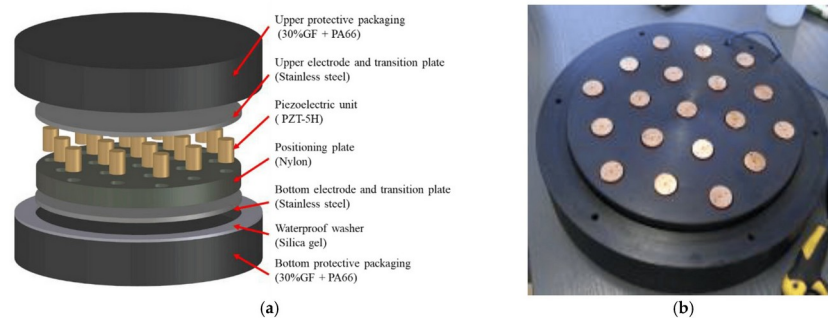 Upper protective packaging
(30%GF + PA66)
Upper electrode and transition plate
(Stainless steel)
Piezoelectric unit
( PZT-5H)
Positioning plate
(Nylon)
Bottom electrode and transition plate
(Stainless steel)
Waterproof washer
(Silica gel)
Bottom protective packaging
(30%GF + PA66)
(a)
(b)